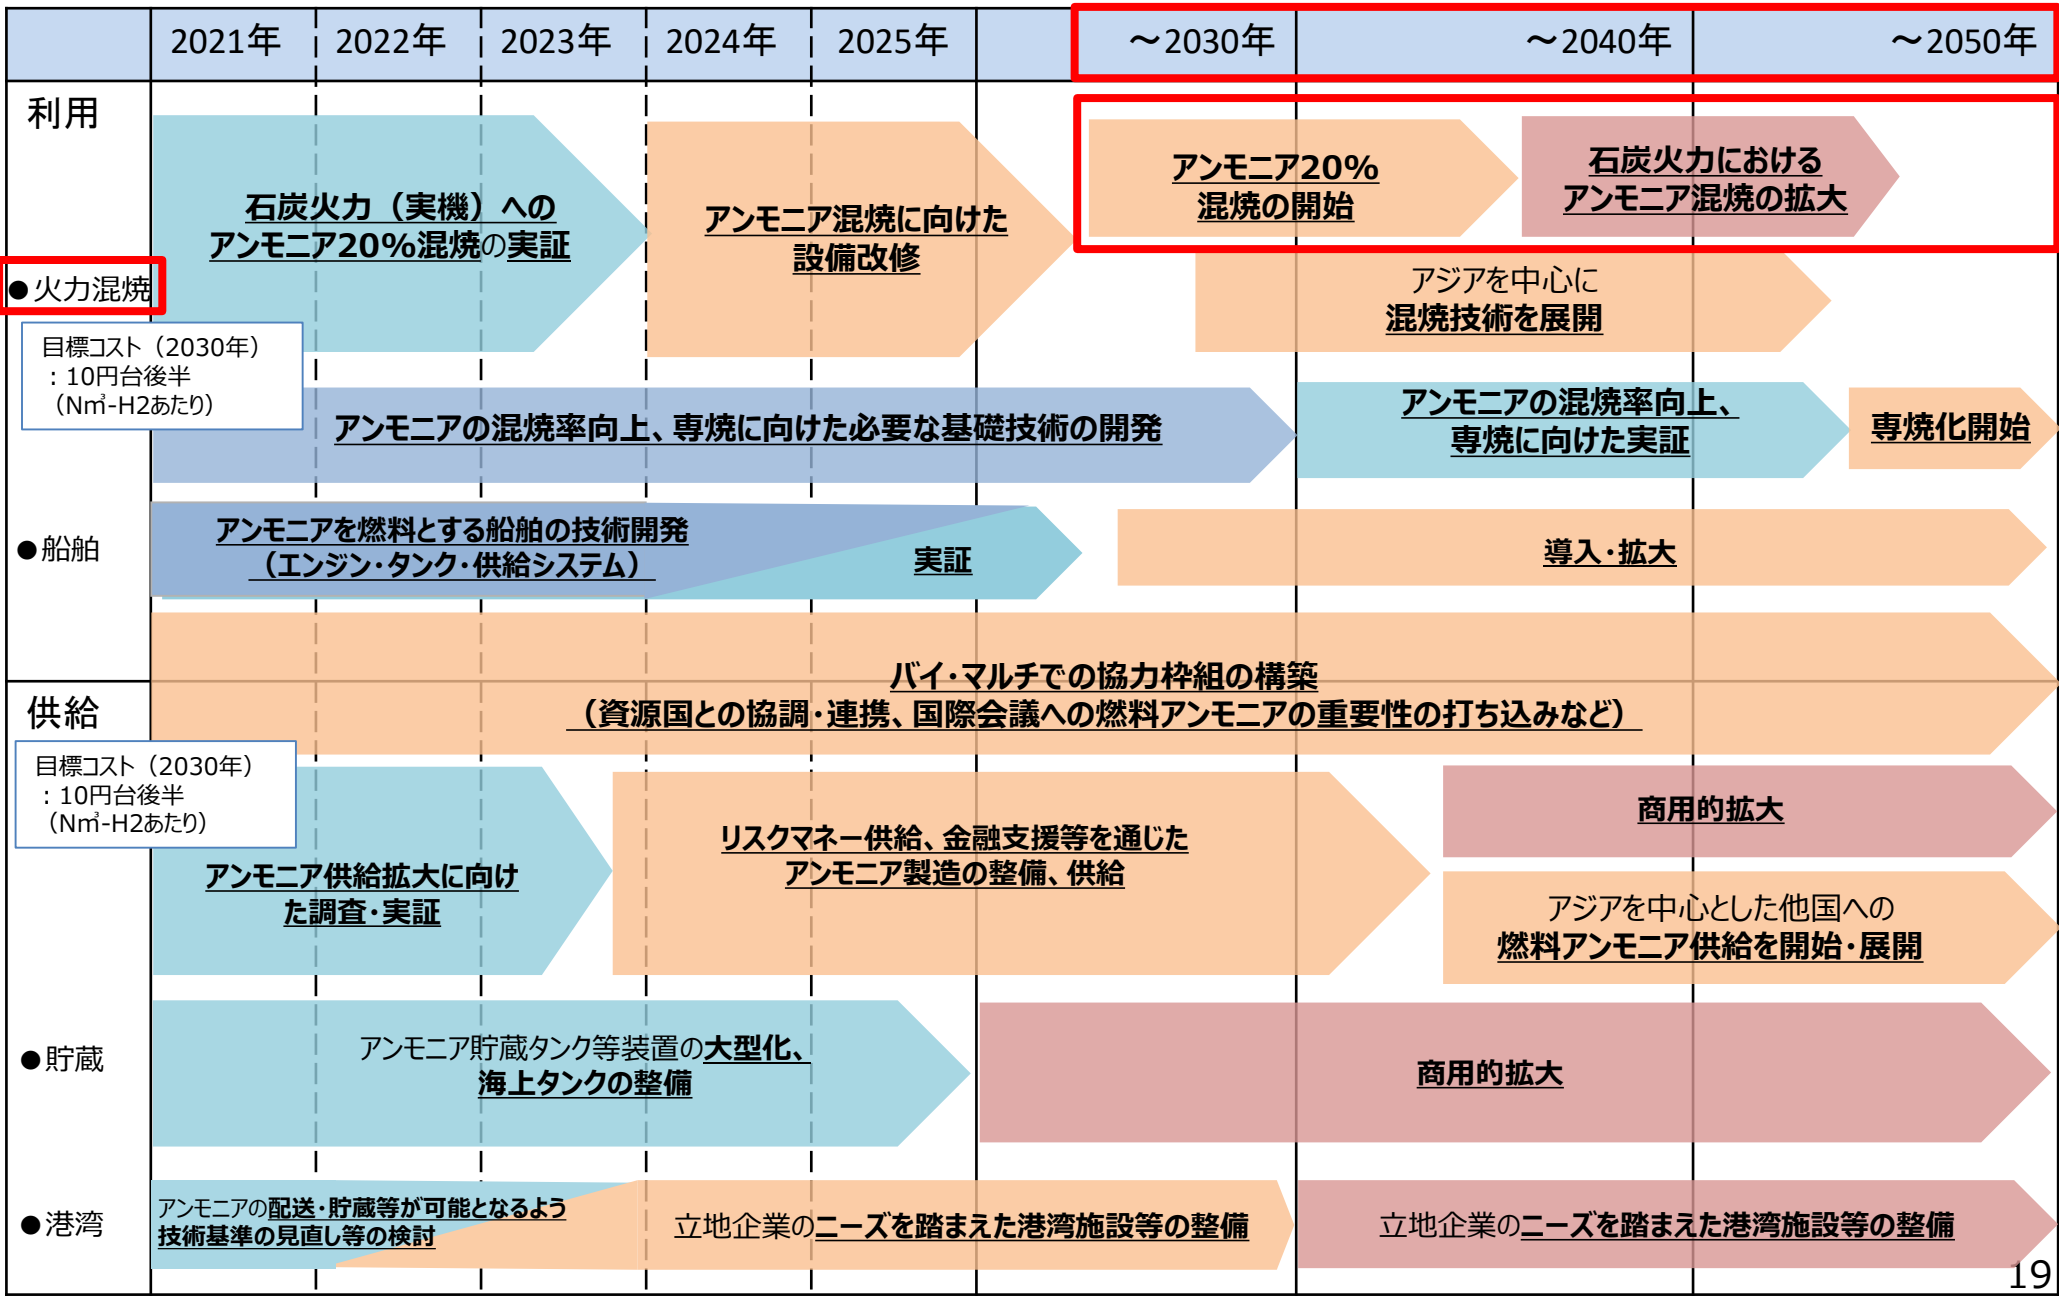 2021年 2022年 2023年 2024年 2025年 ～2030年 ～2040年 ～2050年
利用
●火力混焼
目標コスト（2030年）
：10円台後半
（Nm³-H2あたり）
石炭火力（実機）への
アンモニア20%混焼の実証
アンモニア混焼に向けた
設備改修
アンモニア20%
混焼の開始
石炭火力における
アンモニア混焼の拡大
アジアを中心に
混焼技術を展開
アンモニアの混焼率向上、専焼に向けた必要な基礎技術の開発
アンモニアの混焼率向上、
専焼に向けた実証
専焼化開始
●船舶
アンモニアを燃料とする船舶の技術開発
（エンジン・タンク・供給システム）
実証
導入・拡大
バイ・マルチでの協力枠組の構築
（資源国との協調・連携、国際会議への燃料アンモニアの重要性の打ち込みなど）
供給
目標コスト（2030年）
：10円台後半
（Nm³-H2あたり）
アンモニア供給拡大に向け
た調査・実証
リスクマネー供給、金融支援等を通じた
アンモニア製造の整備、供給
商用的拡大
アジアを中心とした他国への
燃料アンモニア供給を開始・展開
●貯蔵
アンモニア貯蔵タンク等装置の大型化、
海上タンクの整備
商用的拡大
●港湾
アンモニアの配送・貯蔵等が可能となるよう
技術基準の見直し等の検討
立地企業のニーズを踏まえた港湾施設等の整備
立地企業のニーズを踏まえた港湾施設等の整備
19